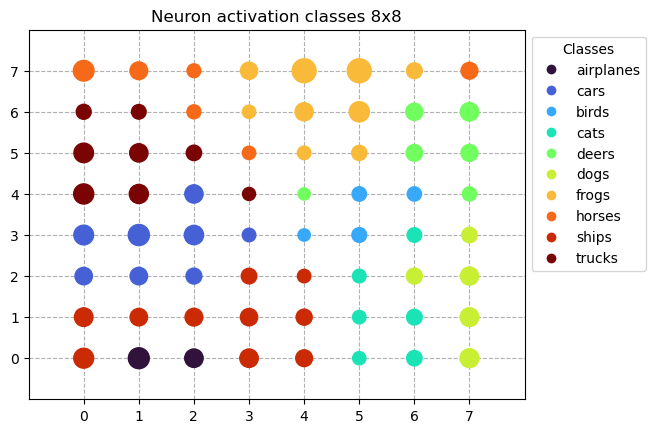 Neuron activation classes 8x8
7
6
5
4
3
2
1
0
0 1 2 3 4 5 6 7
Classes
airplanes
cars
birds
cats
deers
dogs
frogs
horses
ships
trucks